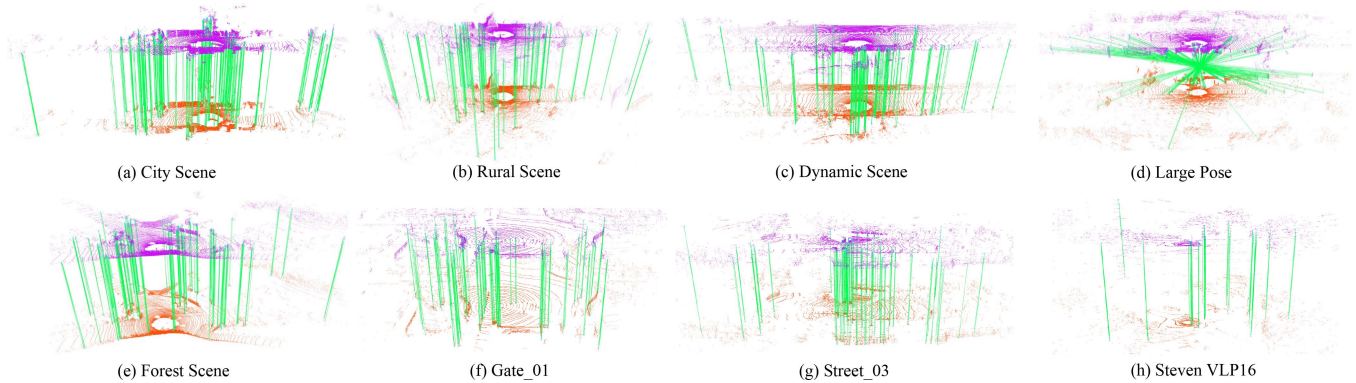 (a) City Scene
(b) Rural Scene
(c) Dynamic Scene
(d) Large Pose
(e) Forest Scene
(f) Gate_01
(g) Street_03
(h) Steven VLP16